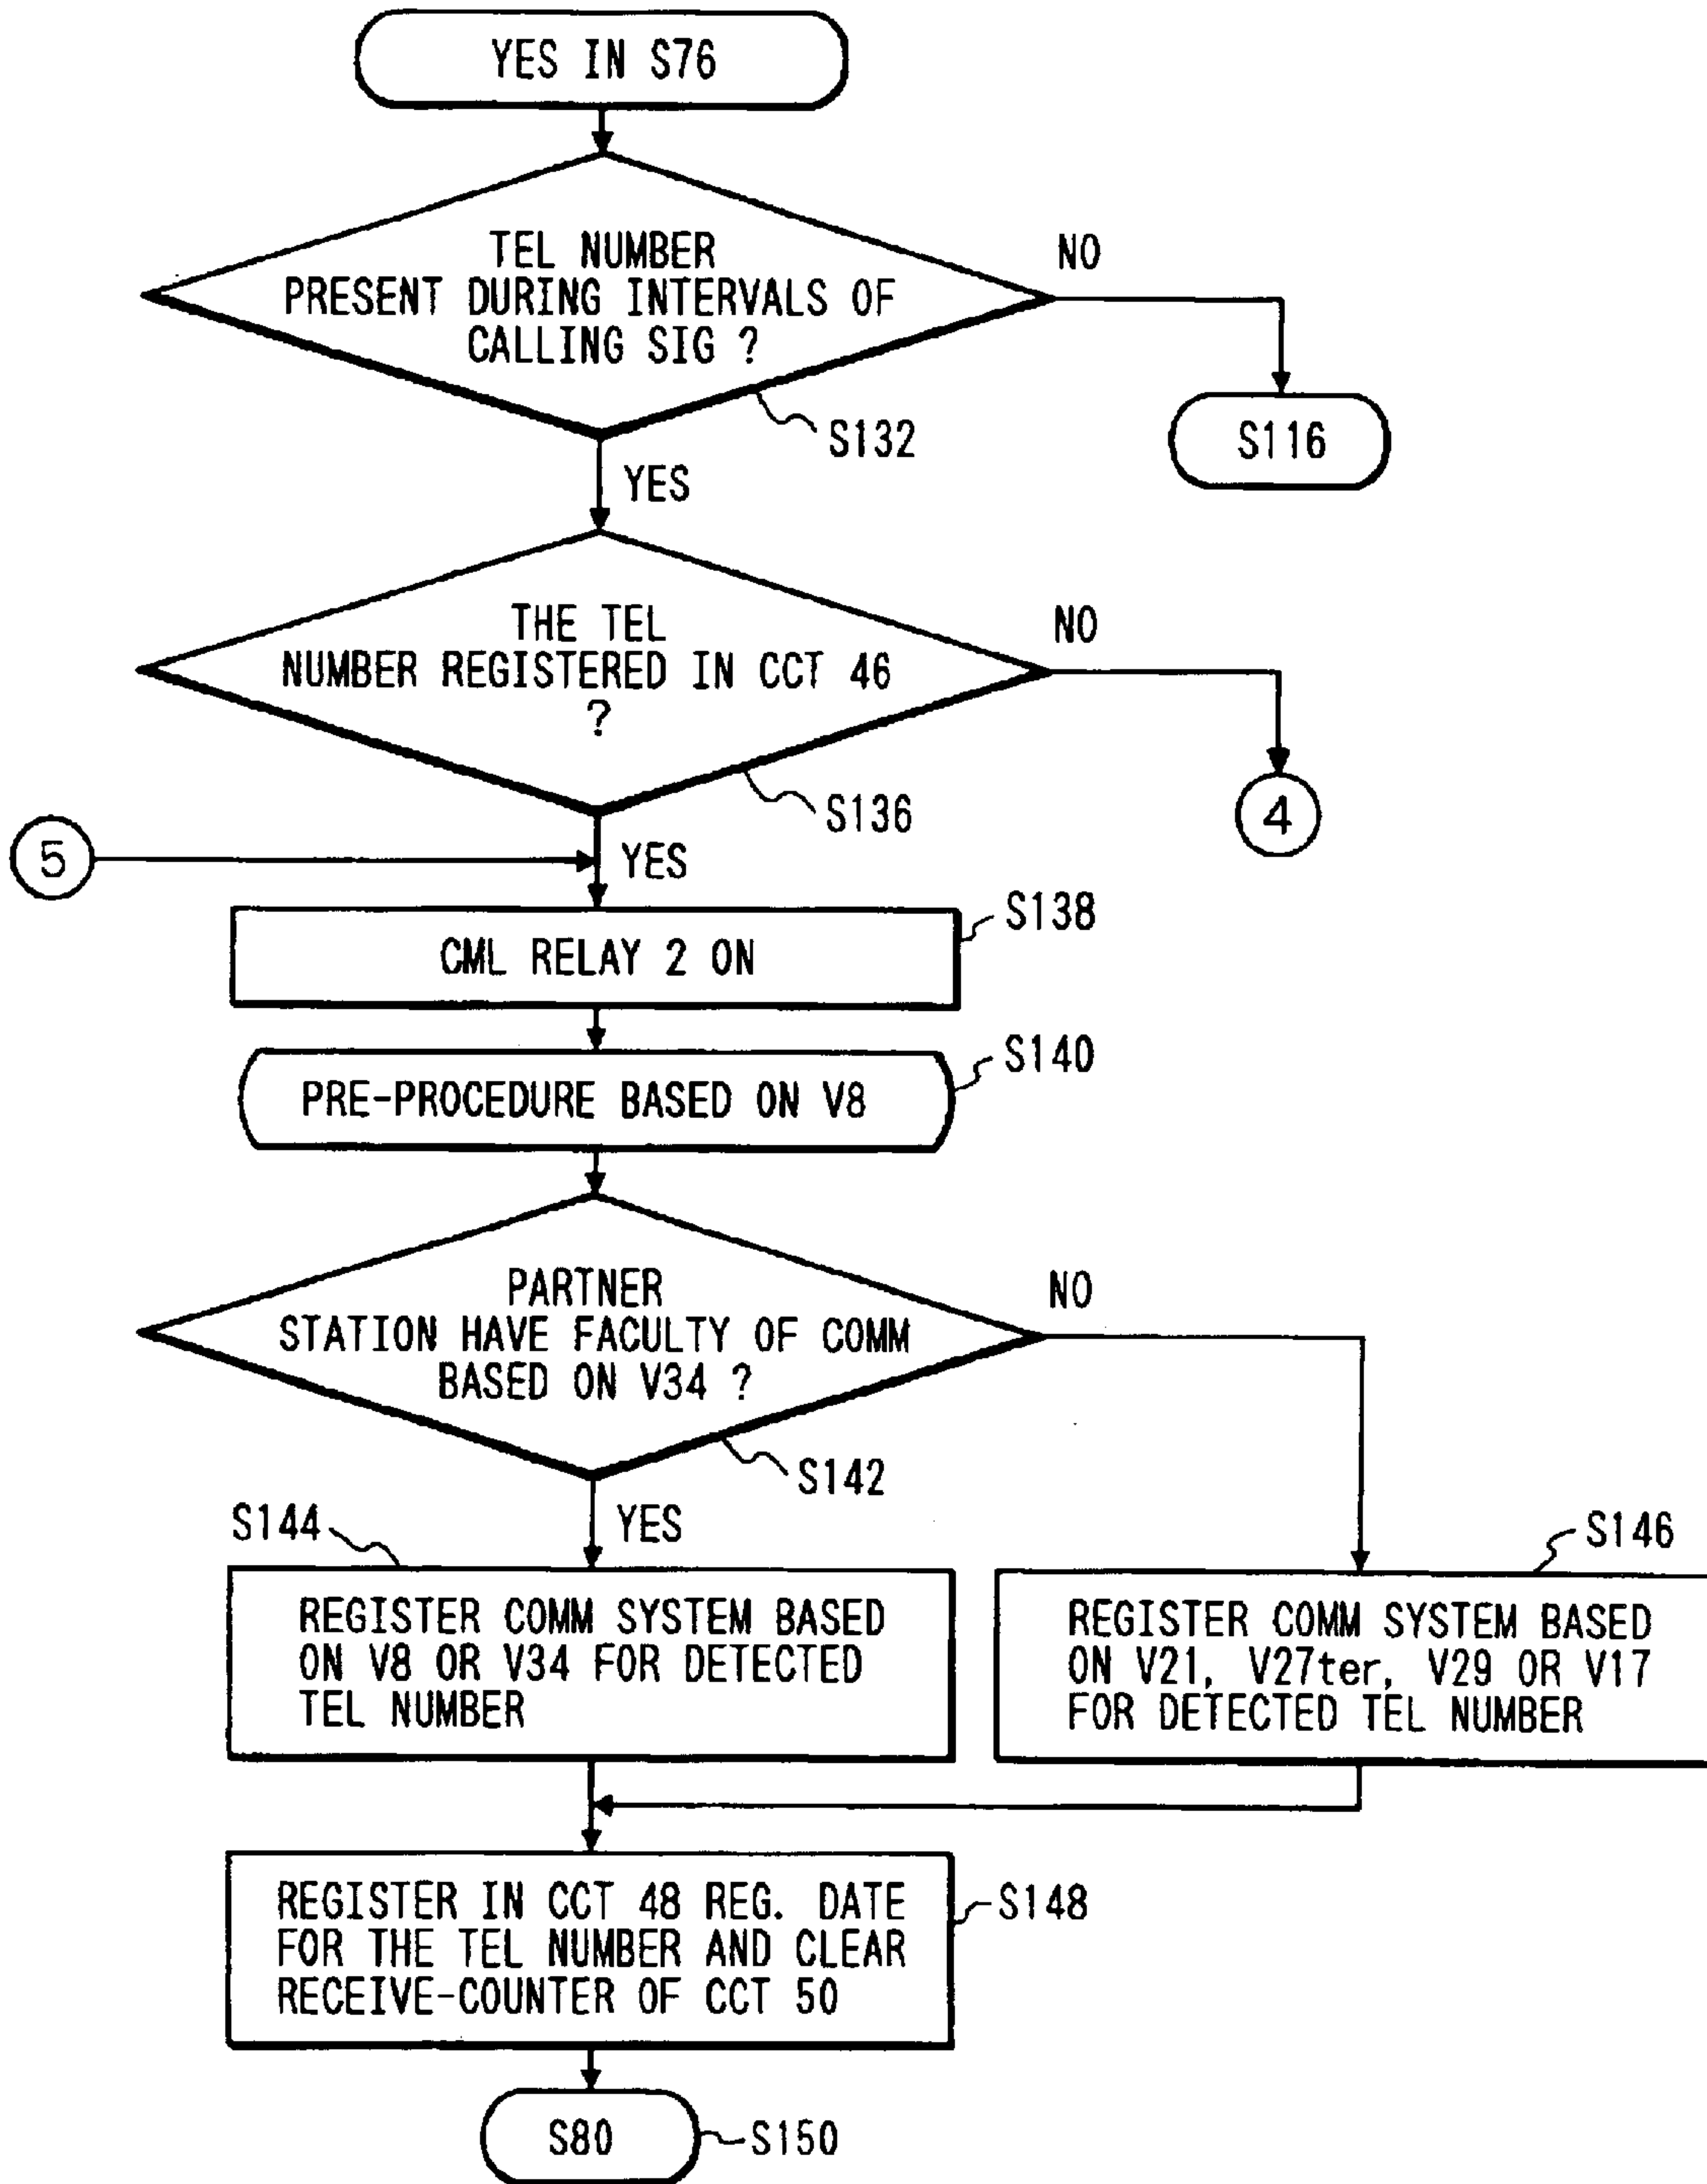 YES IN S76
TEL NUMBER
PRESENT DURING INTERVALS OF
CALLING SIG ?
NO
S132
S116
YES
THE TEL
NUMBER REGISTERED IN CCT 46
?
NO
S136
4
5
YES
S138
CML RELAY 2 ON
S140
PRE-PROCEDURE BASED ON V8
PARTNER
STATION HAVE FACULTY OF COMM
BASED ON V34 ?
NO
S142
S144
YES
S146
REGISTER COMM SYSTEM BASED
ON V8 OR V34 FOR DETECTED
TEL NUMBER
REGISTER COMM SYSTEM BASED
ON V21, V27ter, V29 OR V17
FOR DETECTED TEL NUMBER
REGISTER IN CCT 48 REG. DATE
FOR THE TEL NUMBER AND CLEAR
RECEIVE-COUNTER OF CCT 50
S148
S80
S150